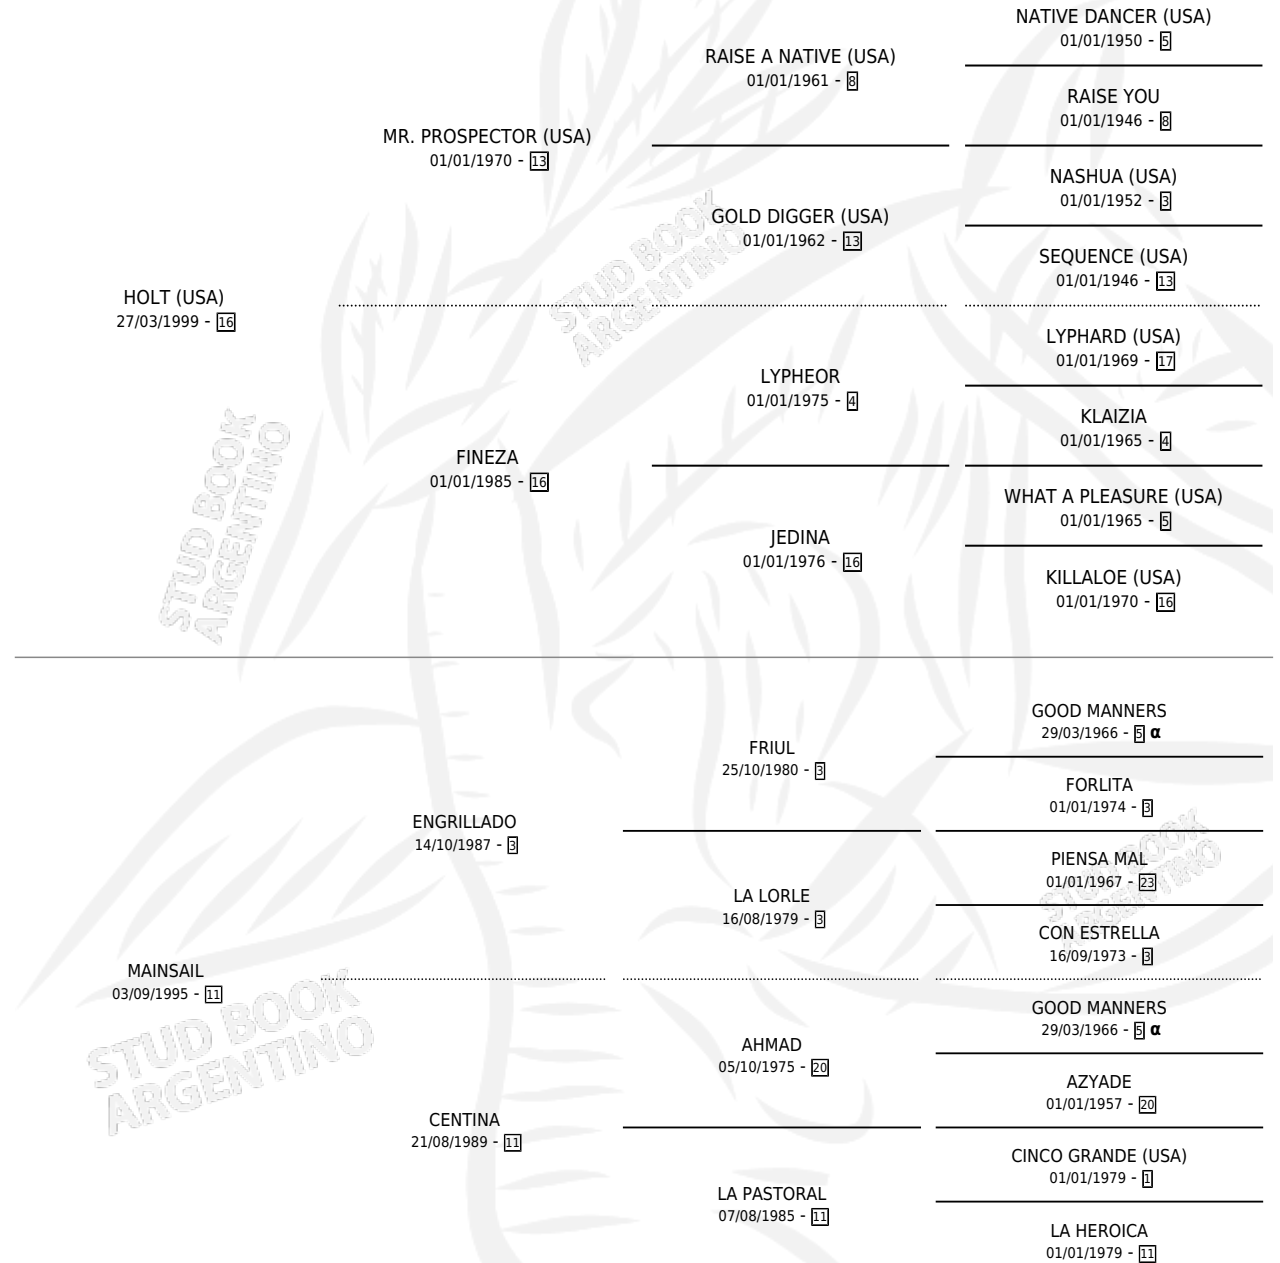 NATIVE DANCER (USA)
01/01/1950 - 5
RAISE A NATIVE (USA)
01/01/1961 - 8
RAISE YOU
01/01/1946 - 8
MR. PROSPECTOR (USA)
01/01/1970 - 13
NASHUA (USA)
01/01/1952 - 3
GOLD DIGGER (USA)
01/01/1962 - 13
SEQUENCE (USA)
01/01/1946 - 13
HOLT (USA)
27/03/1999 - 16
LYPHARD (USA)
01/01/1969 - 17
LYPHEOR
01/01/1975 - 4
KLAIZIA
01/01/1965 - 4
FINEZA
01/01/1985 - 16
WHAT A PLEASURE (USA)
01/01/1965 - 5
JEDINA
01/01/1976 - 16
KILLALOE (USA)
01/01/1970 - 16
GOOD MANNERS
29/03/1966 - 5 α
FRIUL
25/10/1980 - 3
FORLITA
01/01/1974 - 3
ENGRILLADO
14/10/1987 - 3
PIENSA MAL
01/01/1967 - 23
LA LORLE
16/08/1979 - 3
CON ESTRELLA
16/09/1973 - 3
MAINSAIL
03/09/1995 - 11
GOOD MANNERS
29/03/1966 - 5 α
AHMAD
05/10/1975 - 20
AZYADE
01/01/1957 - 20
CENTINA
21/08/1989 - 11
CINCO GRANDE (USA)
01/01/1979 - 1
LA PASTORAL
07/08/1985 - 11
LA HEROICA
01/01/1979 - 11
STUD BOOK
ARGENTINO
STUD BOOK
ARGENTINO
STUD BOOK
ARGENTINO
STUD BOOK
ARGENTINO